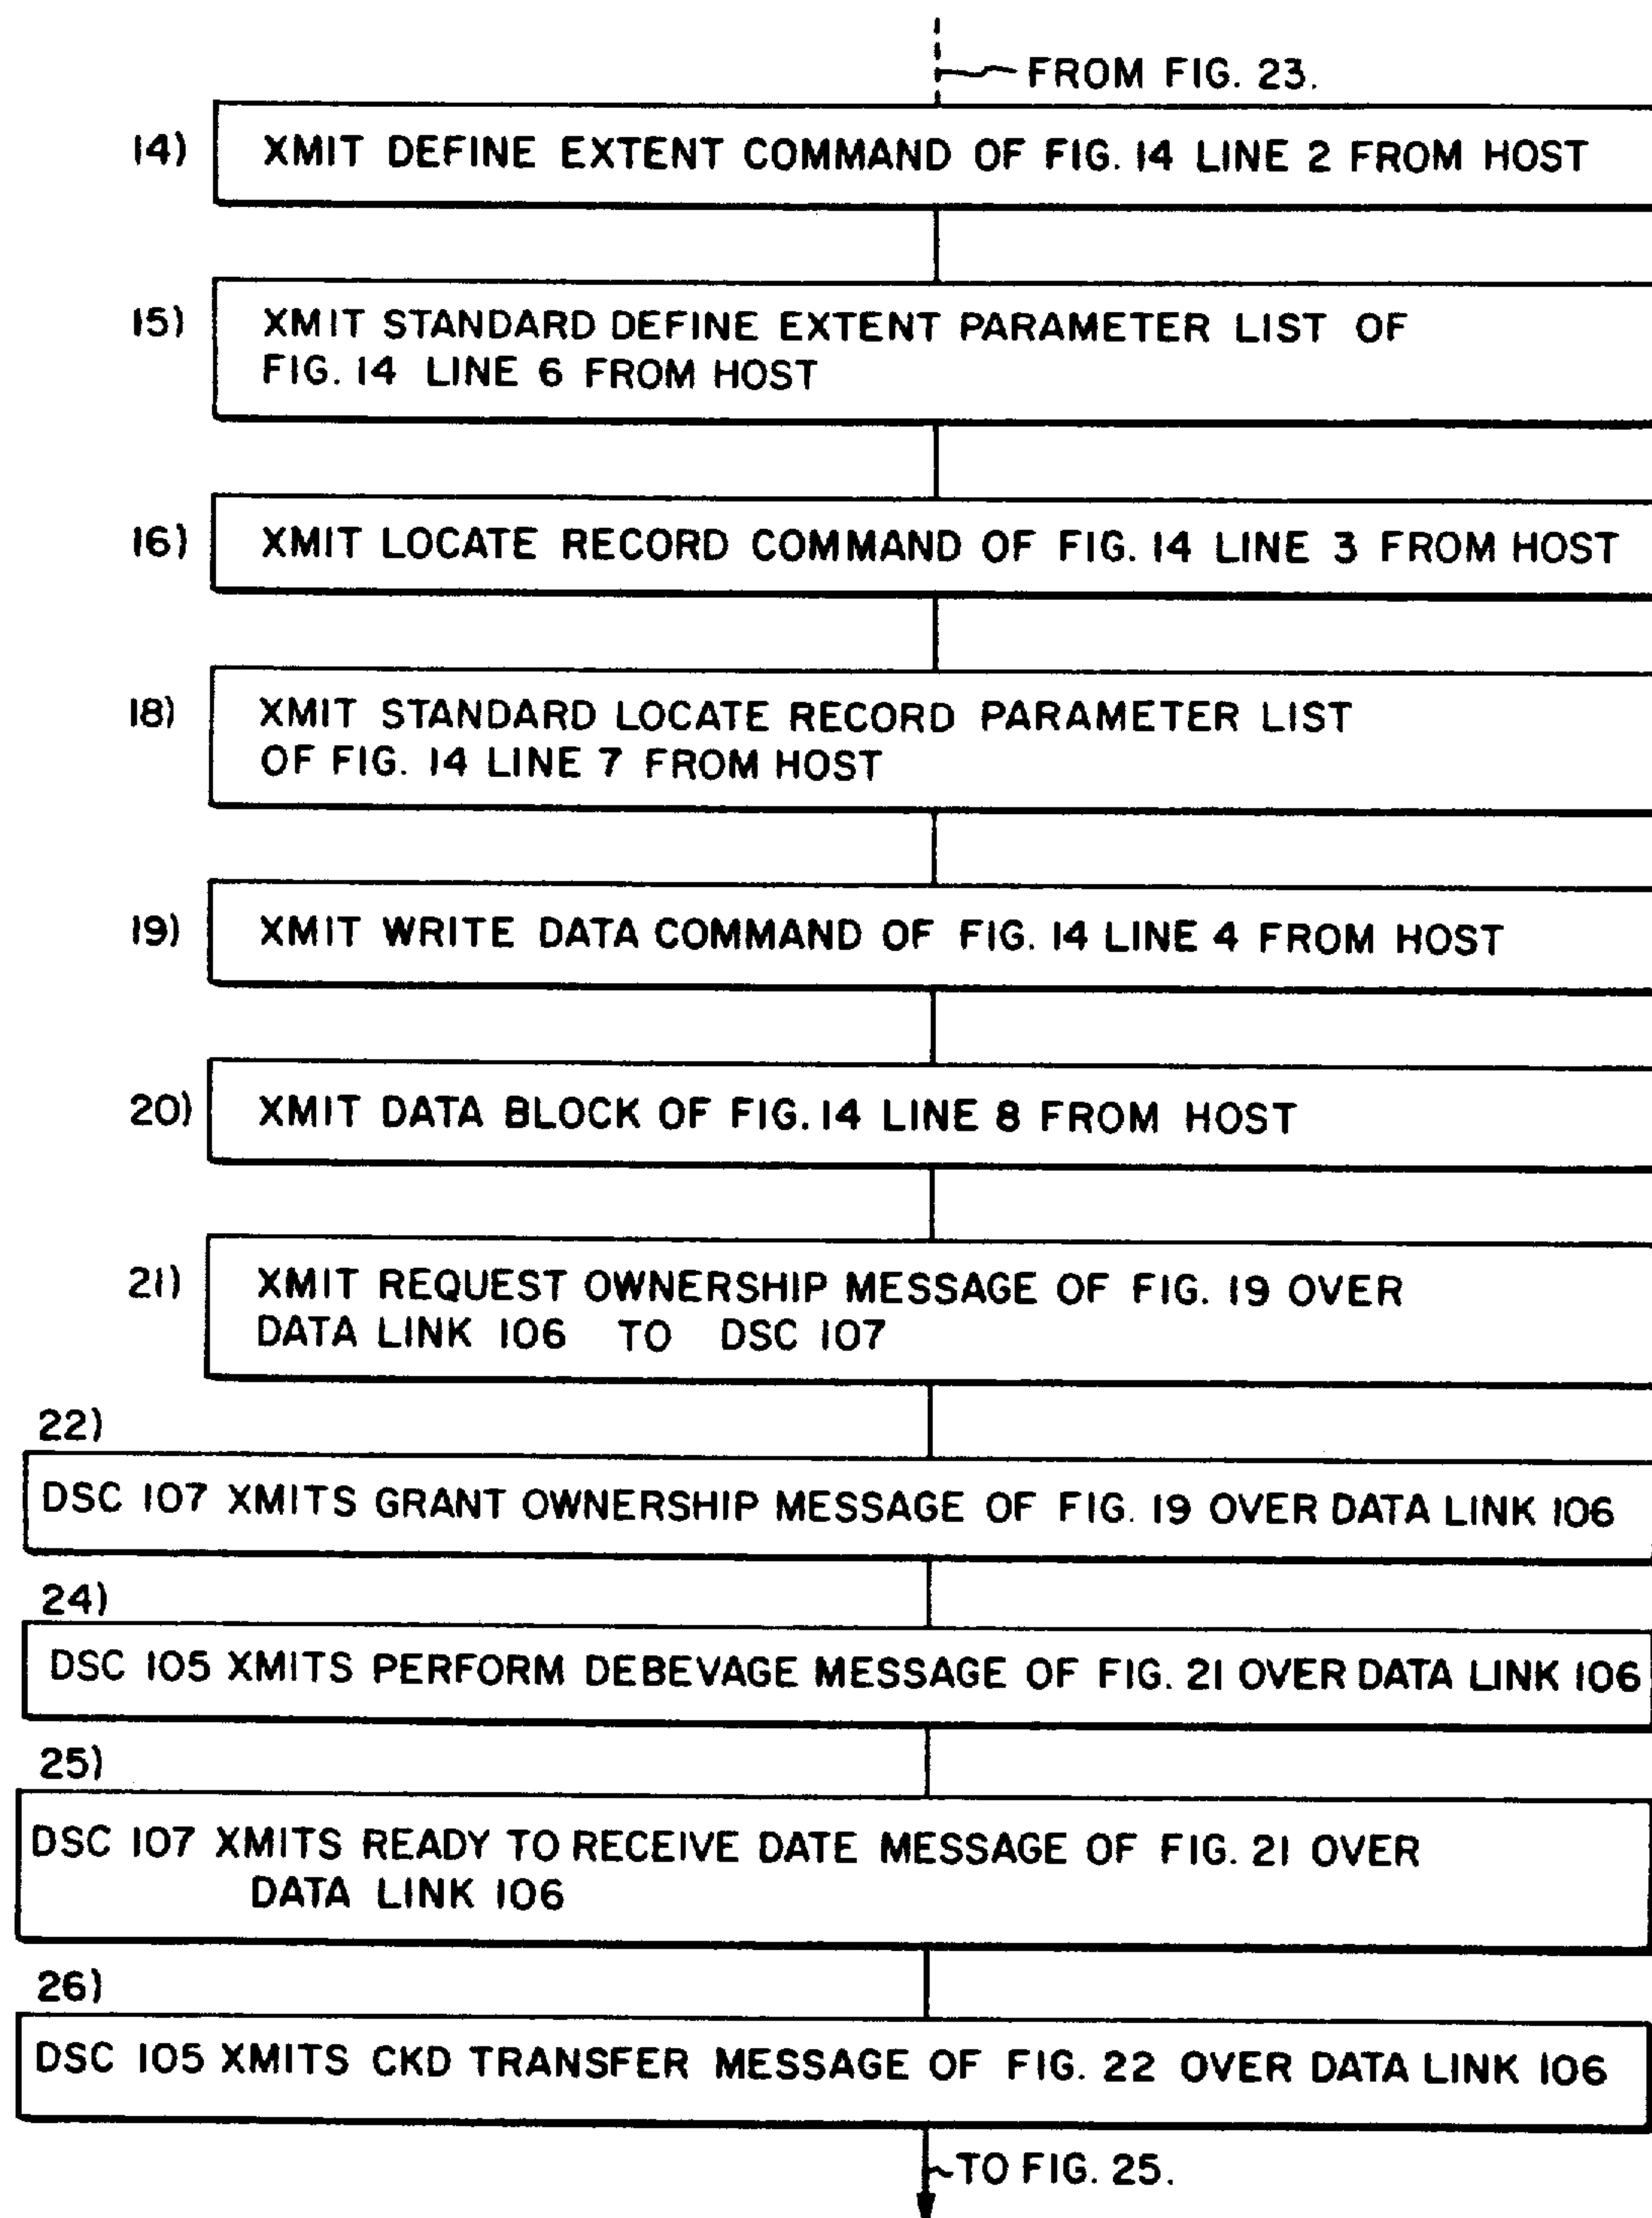 FROM FIG. 23.
14) XMIT DEFINE EXTENT COMMAND OF FIG. 14 LINE 2 FROM HOST
15) XMIT STANDARD DEFINE EXTENT PARAMETER LIST OF
FIG. 14 LINE 6 FROM HOST
16) XMIT LOCATE RECORD COMMAND OF FIG. 14 LINE 3 FROM HOST
18) XMIT STANDARD LOCATE RECORD PARAMETER LIST
OF FIG. 14 LINE 7 FROM HOST
19) XMIT WRITE DATA COMMAND OF FIG. 14 LINE 4 FROM HOST
20) XMIT DATA BLOCK OF FIG. 14 LINE 8 FROM HOST
21) XMIT REQUEST OWNERSHIP MESSAGE OF FIG. 19 OVER
DATA LINK 106 TO DSC 107
22)
DSC 107 XMITS GRANT OWNERSHIP MESSAGE OF FIG. 19 OVER DATA LINK 106
24)
DSC 105 XMITS PERFORM DEBEVAGE MESSAGE OF FIG. 21 OVER DATA LINK 106
25)
DSC 107 XMITS READY TO RECEIVE DATE MESSAGE OF FIG. 21 OVER
DATA LINK 106
26)
DSC 105 XMITS CKD TRANSFER MESSAGE OF FIG. 22 OVER DATA LINK 106
TO FIG. 25.